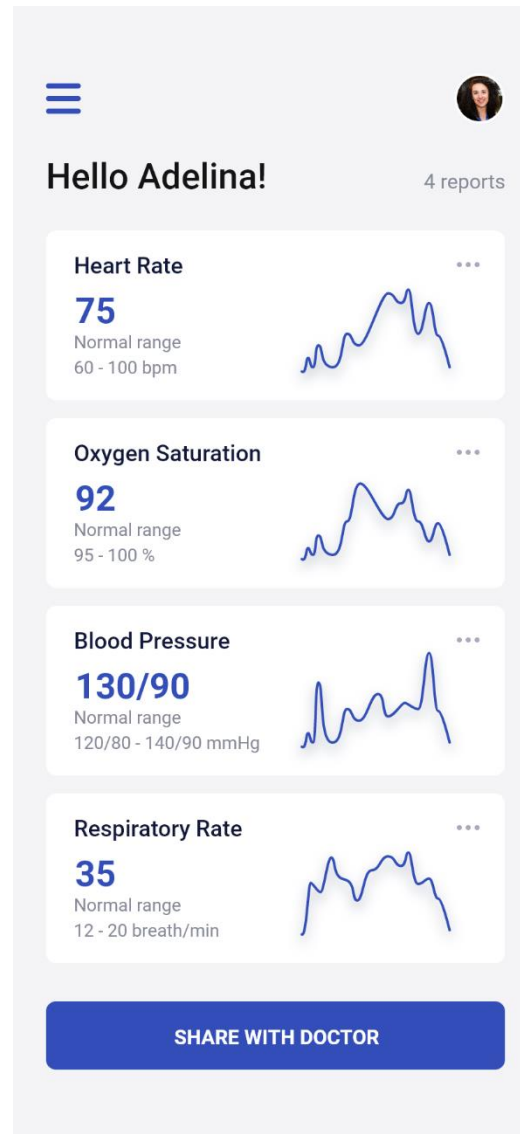 Hello Adelina!
4 reports
Heart Rate
75
Normal range
60 - 100 bpm
Oxygen Saturation
92
Normal range
95 - 100 %
Blood Pressure
130/90
Normal range
120/80 - 140/90 mmHg
Respiratory Rate
35
Normal range
12 - 20 breath/min
SHARE WITH DOCTOR